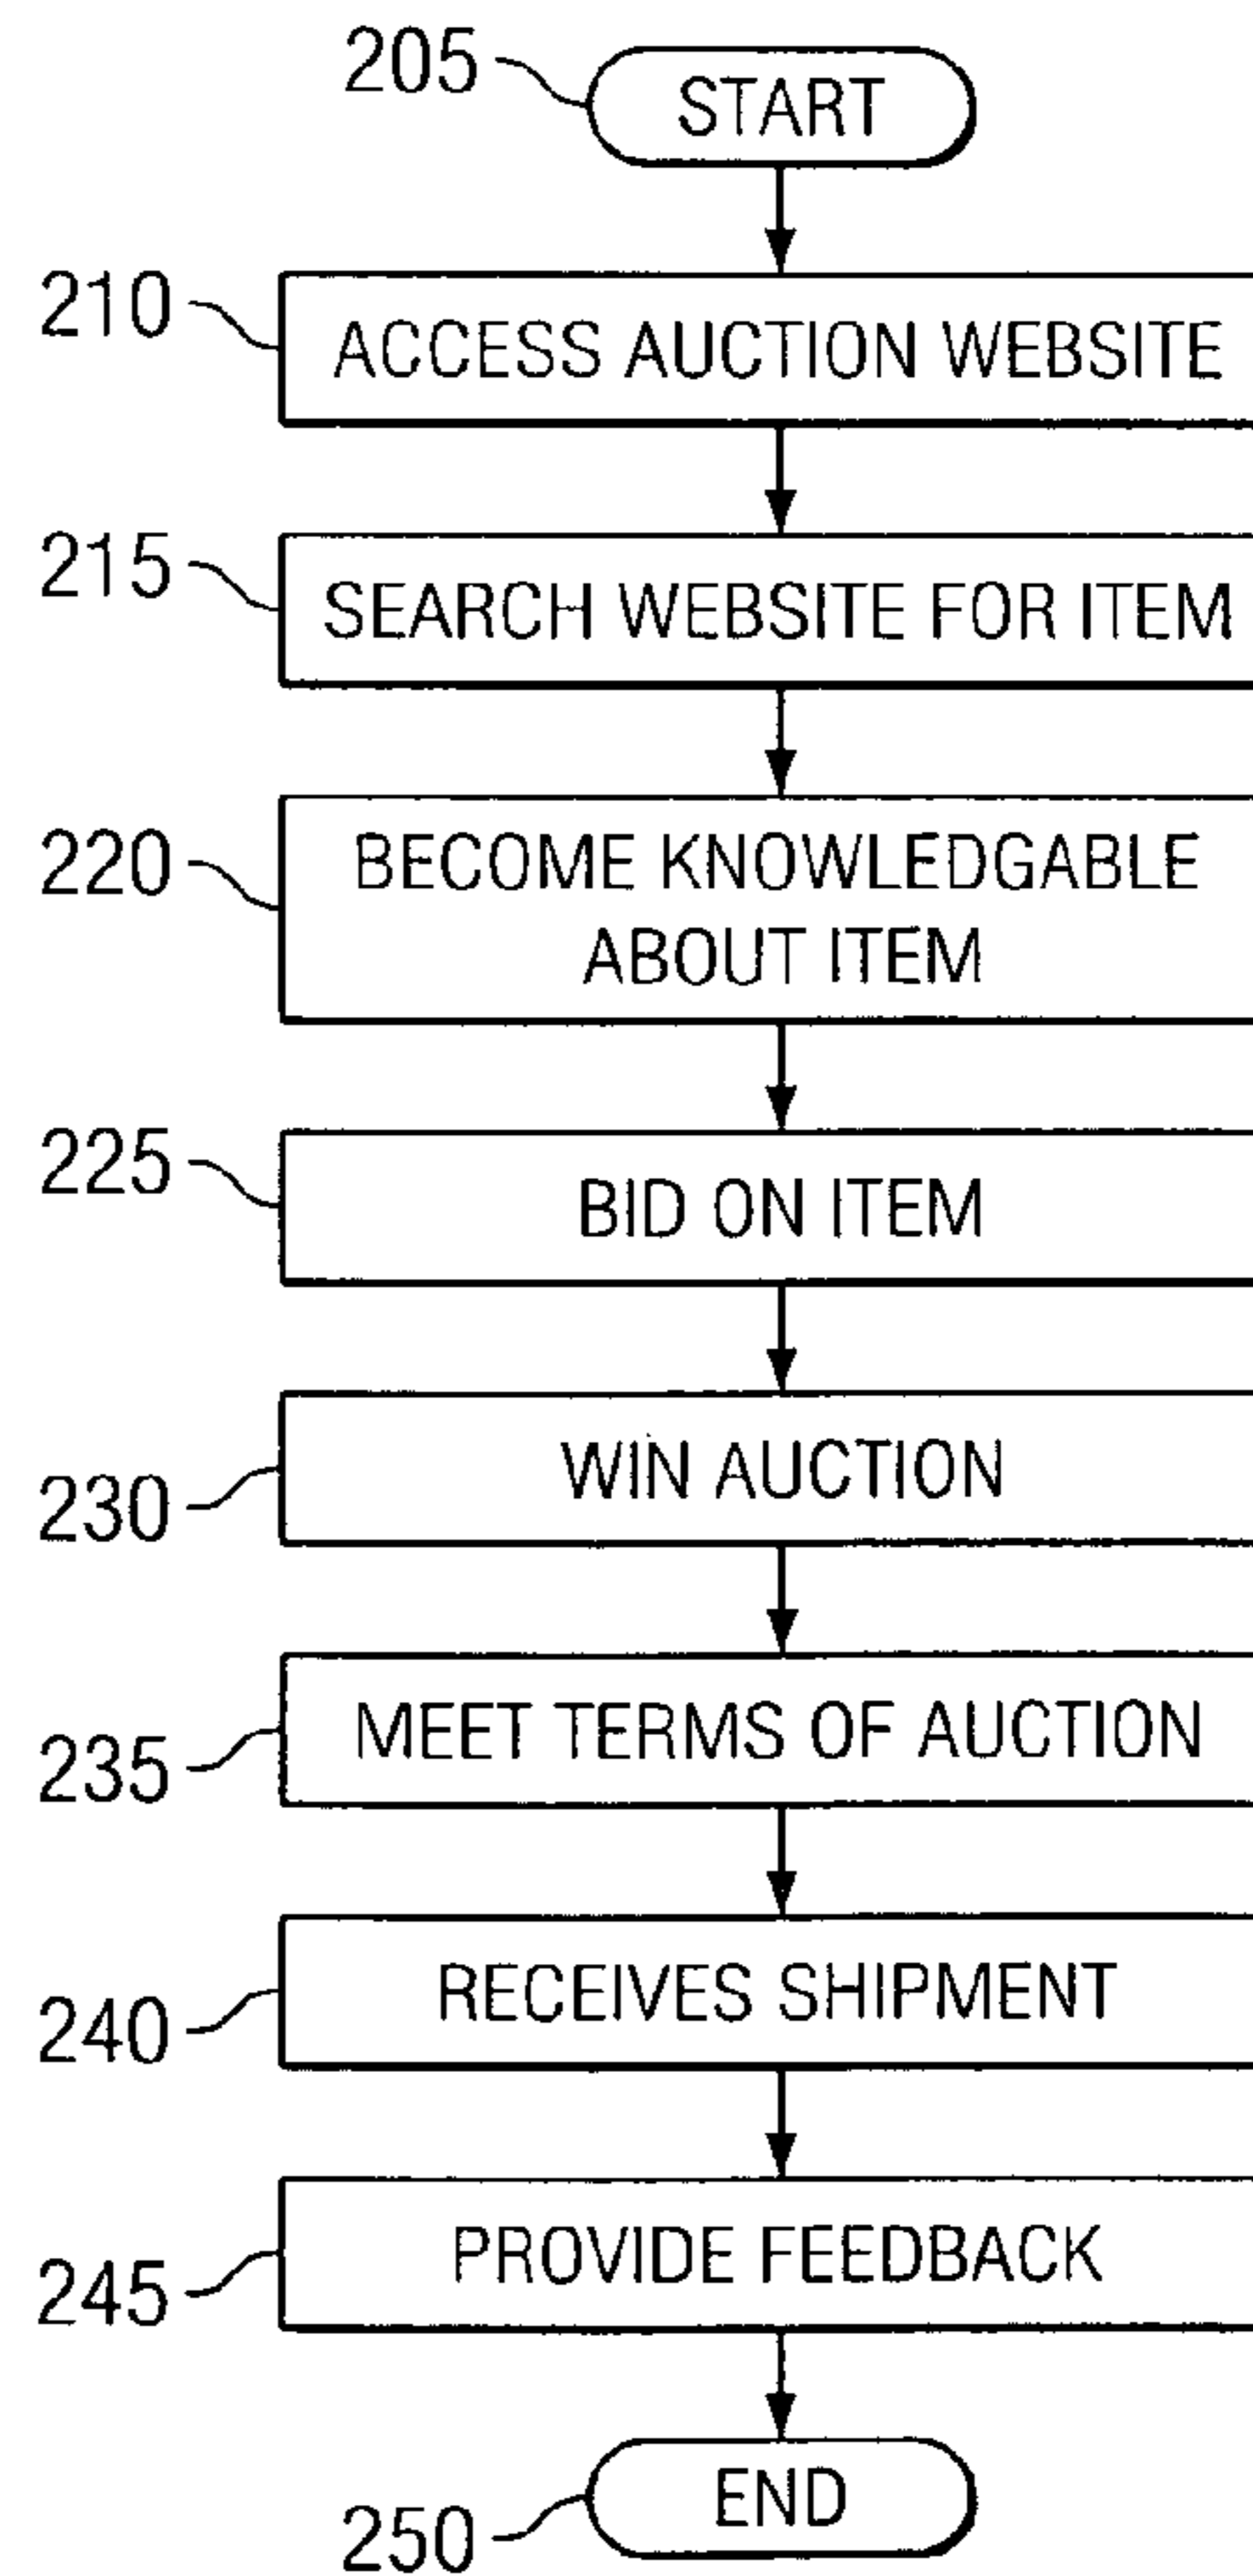 205
START
210
ACCESS AUCTION WEBSITE
215
SEARCH WEBSITE FOR ITEM
220
BECOME KNOWLEDGABLE
ABOUT ITEM
225
BID ON ITEM
230
WIN AUCTION
235
MEET TERMS OF AUCTION
240
RECEIVES SHIPMENT
245
PROVIDE FEEDBACK
250
END